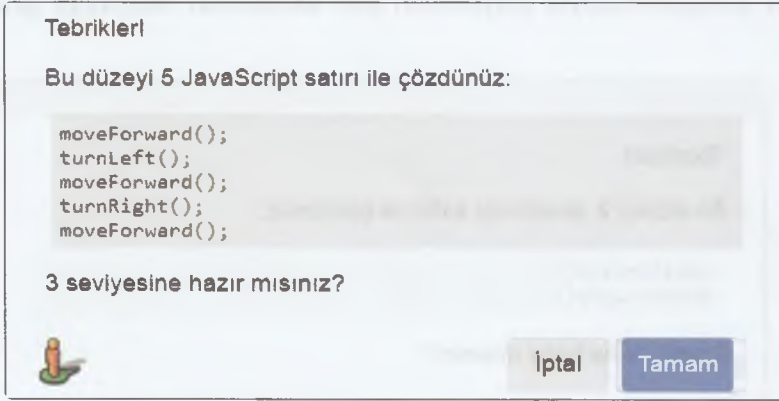 Tebrikler!
Bu düzeyi 5 JavaScript satırı ile çözdünüz:
moveForward();
turnLeft();
moveForward();
turnRight();
moveForward();
3 seviyesine hazır mısınız?
İptal
Tamam